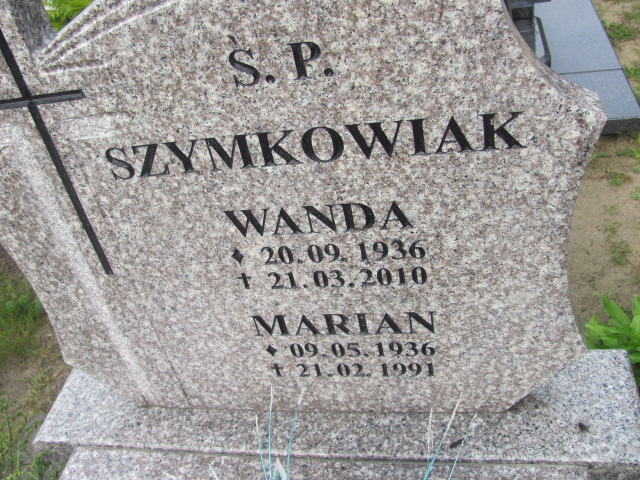 Ś. P.
SZYMKOWIAK
WANDA
⬥ 20.09.1936
✝ 21.03.2010
MARIAN
⬥ 09.05.1936
✝ 21.02.1991